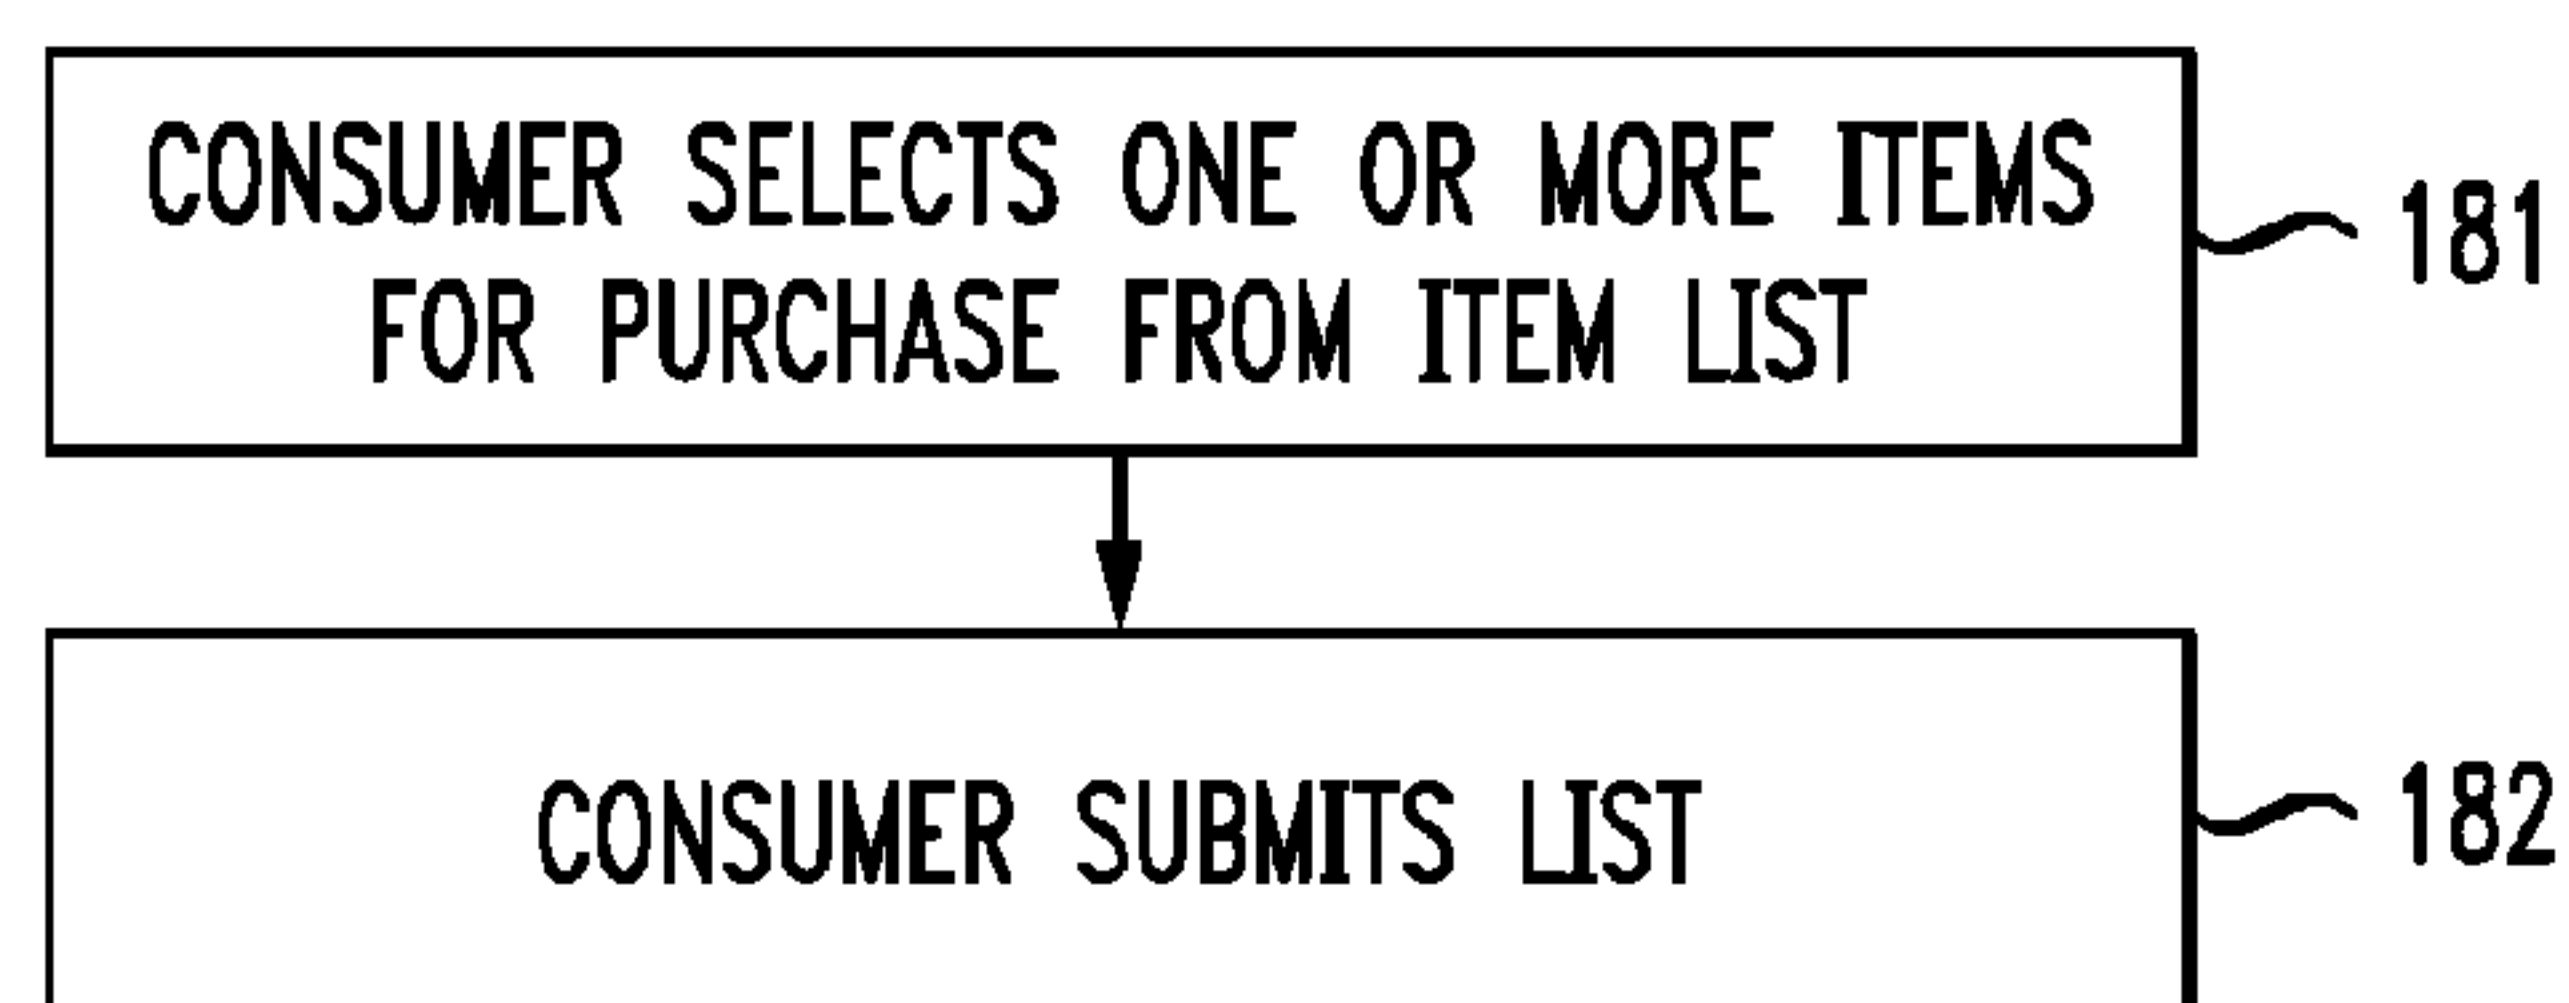 CONSUMER SELECTS ONE OR MORE ITEMS
FOR PURCHASE FROM ITEM LIST
181
CONSUMER SUBMITS LIST
182